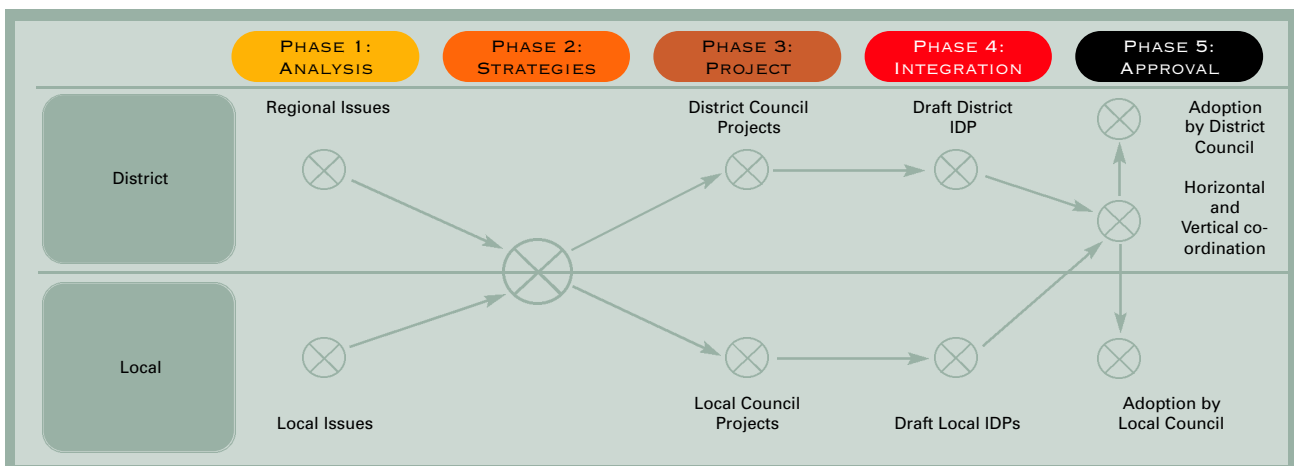 PHASE 1:
ANALYSIS
PHASE 2:
STRATEGIES
PHASE 3:
PROJECT
PHASE 4:
INTEGRATION
PHASE 5:
APPROVAL
District
Regional Issues
District Council
Projects
Draft District
IDP
Adoption
by District
Council
Horizontal
and
Vertical co-
ordination
Local
Local Issues
Local Council
Projects
Draft Local IDPs
Adoption by
Local Council